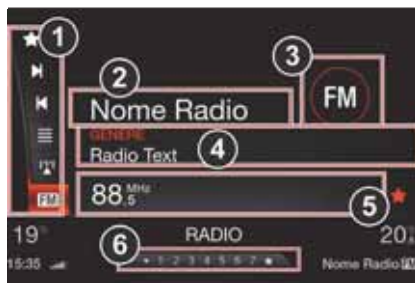 1
2
3
Nome Radio
FM
GENERE
Radio Text
4
FM
88.5 MHz
5
19°
RADIO
20.
6
• 1 2 3 4 5 6 7 ■
15:35
Nome Radio FM